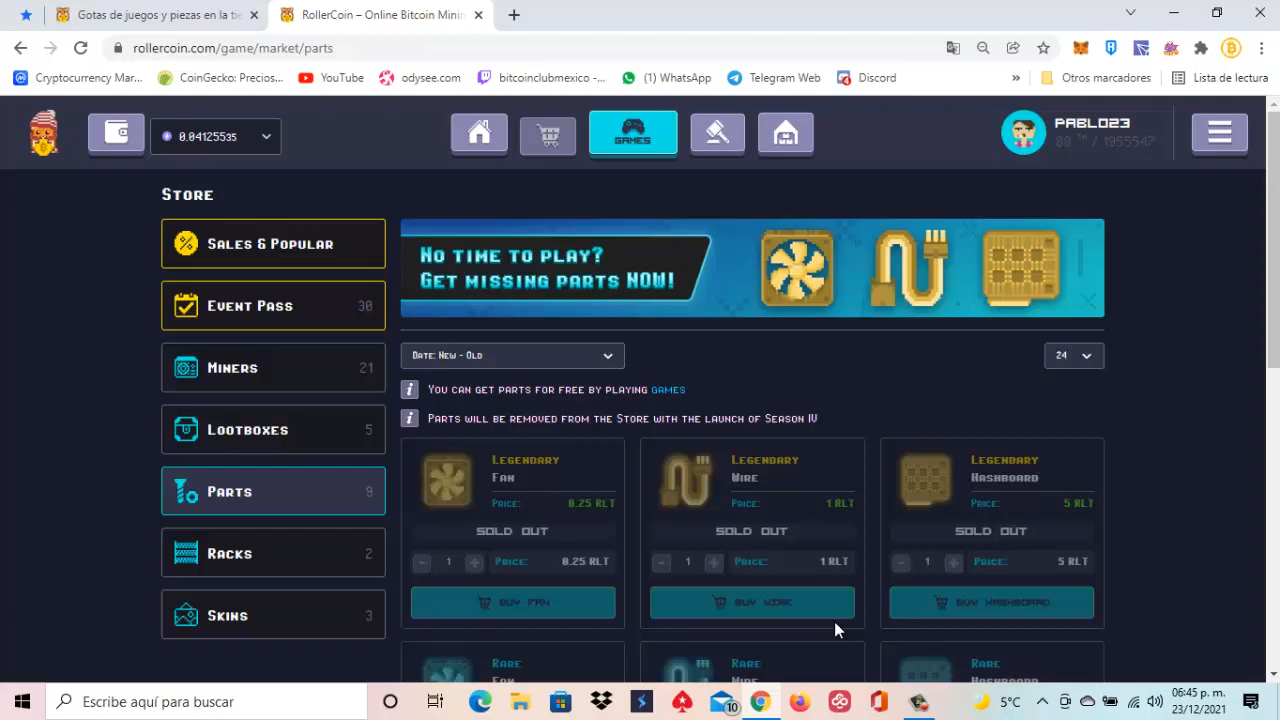 Gotas de juegos y piezas en la tie
RollerCoin – Online Bitcoin Minin
rollercoin.com/game/market/parts
Cryptocurrency Mar...
CoinGecko: Precios...
YouTube
odysee.com
bitcoinclubmexico -...
(1) WhatsApp
Telegram Web
Discord
»
Otros marcadores
Lista de lectura
0.04125535
GAMES
PABLO23
1955547
STORE
SALES & POPULAR
EVENT PASS 30
MINERS 21
LOOTBOXES 5
PARTS 9
RACKS 2
SKINS 3
NO TIME TO PLAY?
GET MISSING PARTS NOW!
DATE: NEW - OLD
24
YOU CAN GET PARTS FOR FREE BY PLAYING GAMES
PARTS WILL BE REMOVED FROM THE STORE WITH THE LAUNCH OF SEASON IV
LEGENDARY
FAN
PRICE: 0.25 RLT
SOLD OUT
- 1 + PRICE: 0.25 RLT
BUY FAN
LEGENDARY
WIRE
PRICE: 1 RLT
SOLD OUT
- 1 + PRICE: 1 RLT
BUY WIRE
LEGENDARY
HASHBOARD
PRICE: 5 RLT
SOLD OUT
- 1 + PRICE: 5 RLT
BUY HASHBOARD
RARE
FAN
RARE
WIRE
RARE
HASHBOARD
Escribe aquí para buscar
10
5°C
06:45 p. m.
23/12/2021